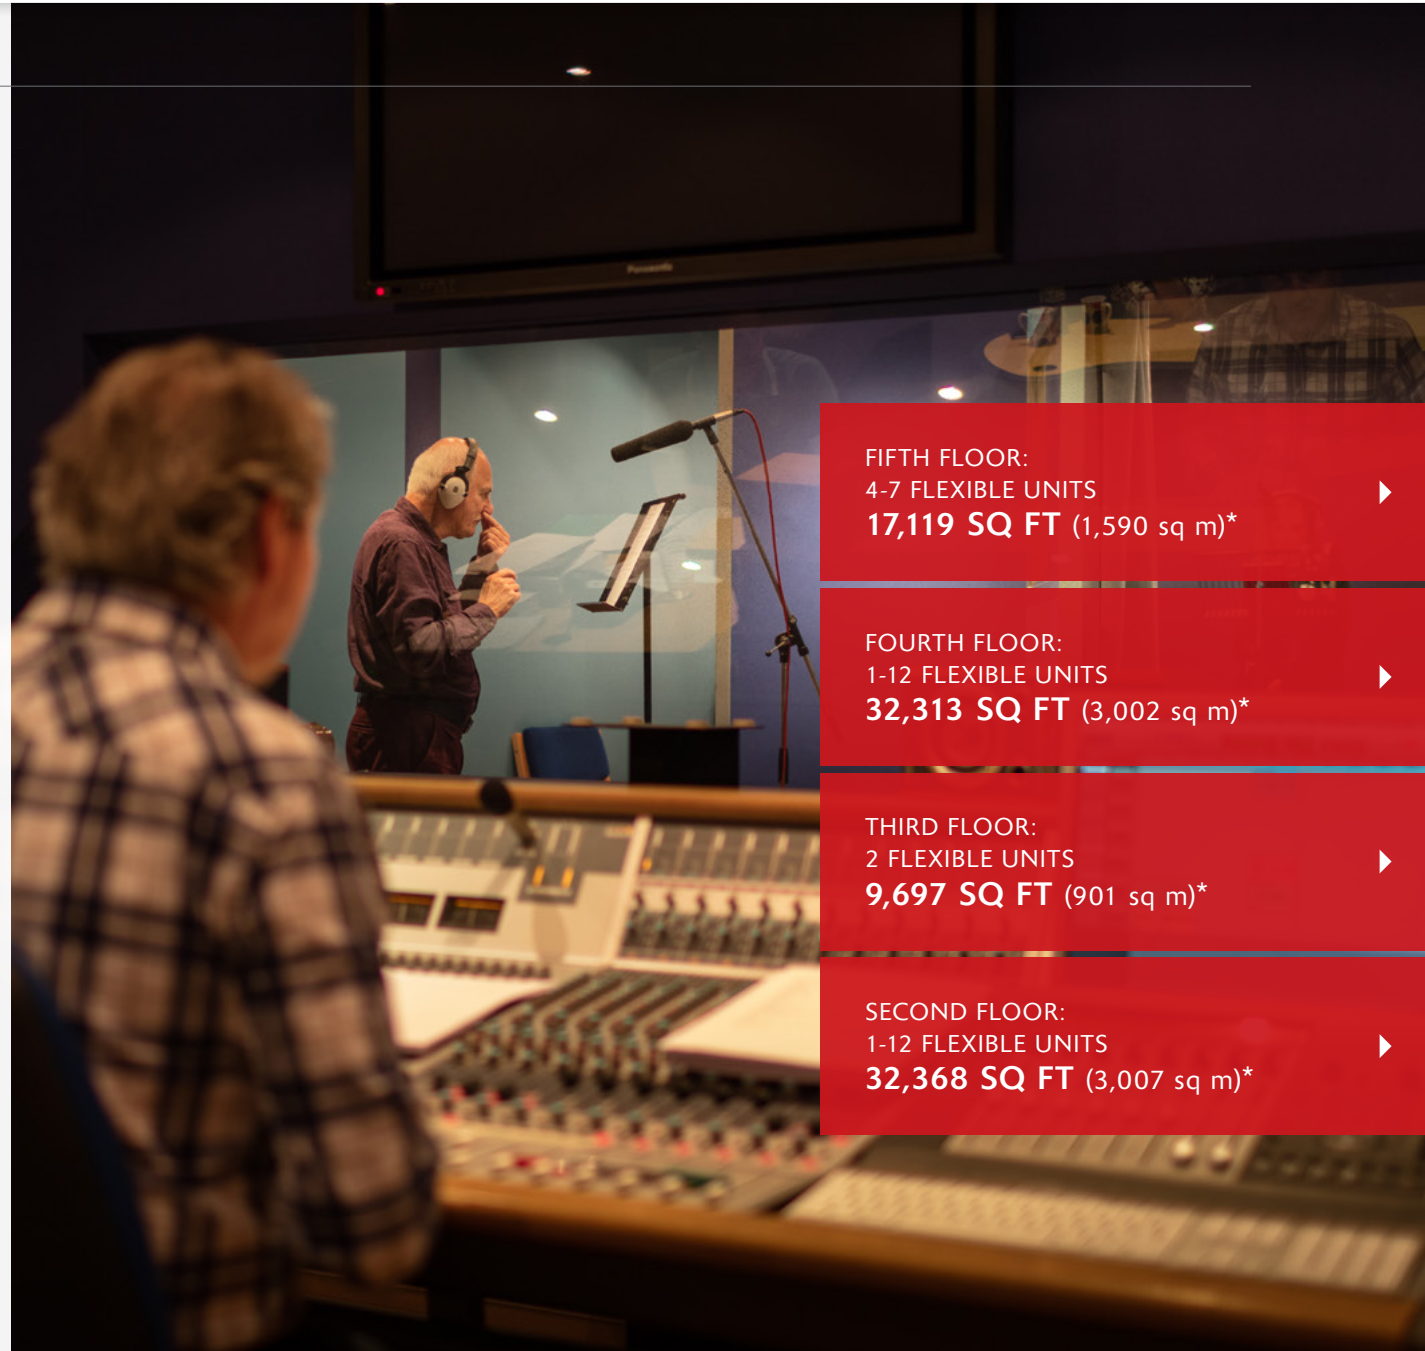 Panasonic
FIFTH FLOOR:
4-7 FLEXIBLE UNITS
17,119 SQ FT (1,590 sq m)*
FOURTH FLOOR:
1-12 FLEXIBLE UNITS
32,313 SQ FT (3,002 sq m)*
THIRD FLOOR:
2 FLEXIBLE UNITS
9,697 SQ FT (901 sq m)*
SECOND FLOOR:
1-12 FLEXIBLE UNITS
32,368 SQ FT (3,007 sq m)*